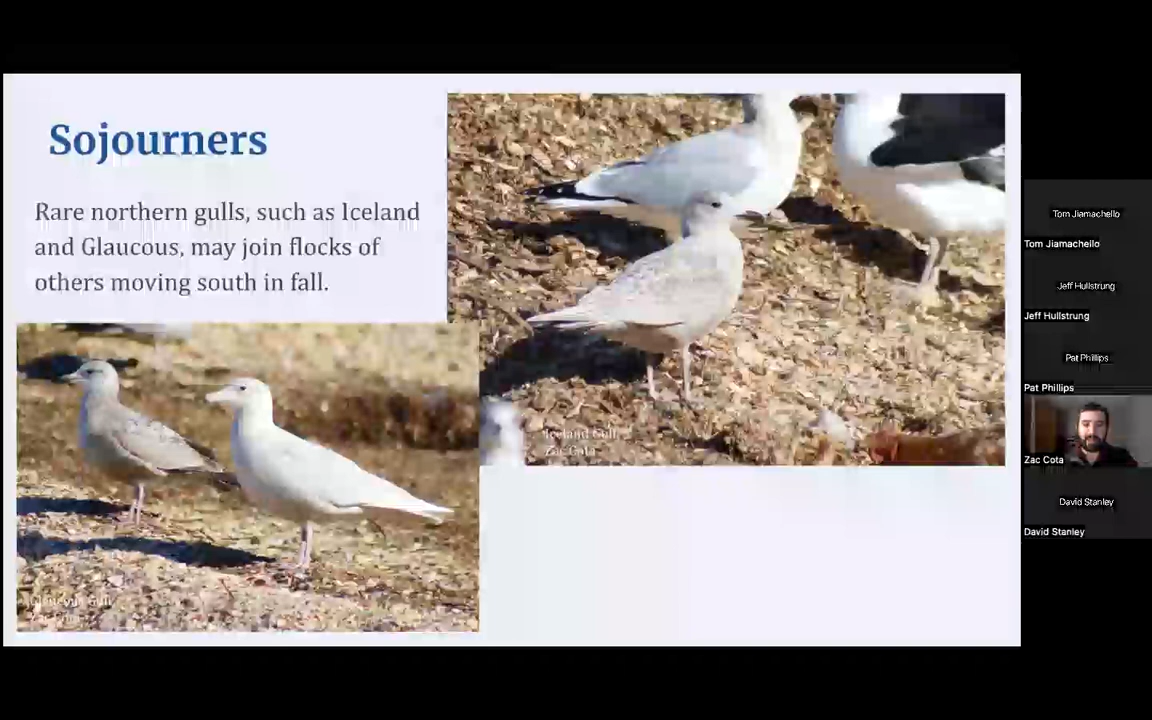 Sojourners
Rare northern gulls, such as Iceland
and Glaucous, may join flocks of
others moving south in fall.
Iceland Gull
Zac Cota
Glaucous Gull
Tom Jiamachello
Tom Jiamachello
Jeff Hullstrung
Jeff Hullstrung
Pat Phillips
Pat Phillips
Zac Cota
David Stanley
David Stanley